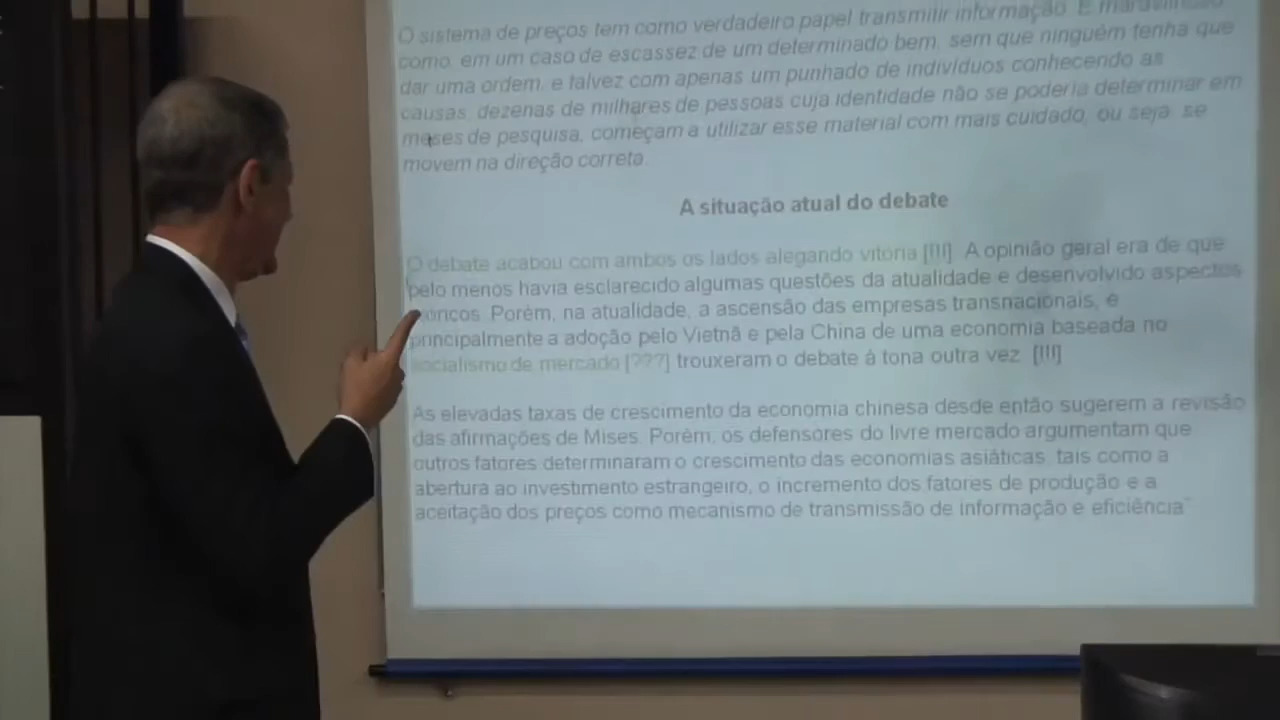 O sistema de preços tem como verdadeiro papel transmitir informação. É maravilhoso
como, em um caso de escassez de um determinado bem, sem que ninguém tenha que
dar uma ordem, e talvez com apenas um punhado de indivíduos conhecendo as
causas, dezenas de milhares de pessoas cuja identidade não se poderia determinar em
meses de pesquisa, começam a utilizar esse material com mais cuidado, ou seja, se
movem na direção correta.
A situação atual do debate
O debate acabou com ambos os lados alegando vitória [!!!]. A opinião geral era de que
pelo menos havia esclarecido algumas questões da atualidade e desenvolvido aspectos
teóricos. Porém, na atualidade, a ascensão das empresas transnacionais, e
principalmente a adoção pelo Vietnã e pela China de uma economia baseada no
socialismo de mercado [???] trouxeram o debate à tona outra vez. [!!!]
As elevadas taxas de crescimento da economia chinesa desde então sugerem a revisão
das afirmações de Mises. Porém, os defensores do livre mercado argumentam que
outros fatores determinaram o crescimento das economias asiáticas, tais como a
abertura ao investimento estrangeiro, o incremento dos fatores de produção e a
aceitação dos preços como mecanismo de transmissão de informação e eficiência"